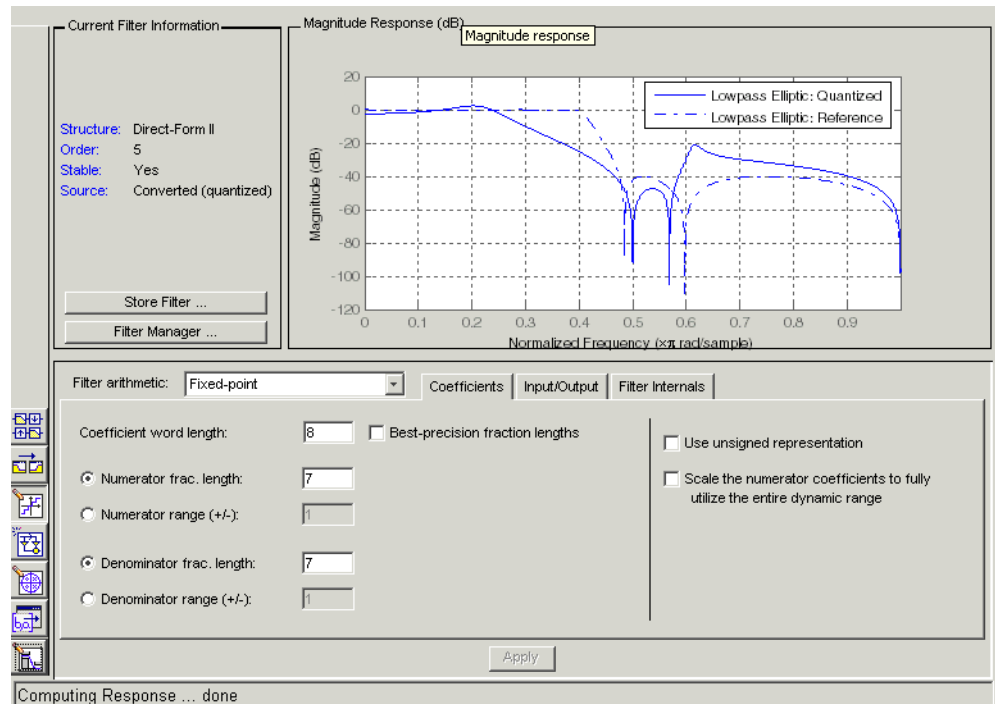 Current Filter Information
Structure: Direct-Form II
Order: 5
Stable: Yes
Source: Converted (quantized)
Store Filter ...
Filter Manager ...
Magnitude Response (dB)
Magnitude response
20
0
-20
-40
-60
-80
-100
-120
Magnitude (dB)
Lowpass Elliptic: Quantized
Lowpass Elliptic: Reference
0 0.1 0.2 0.3 0.4 0.5 0.6 0.7 0.8 0.9
Normalized Frequency (×π rad/sample)
Filter arithmetic: Fixed-point
Coefficients Input/Output Filter Internals
Coefficient word length: 8 Best-precision fraction lengths
Numerator frac. length: 7
Numerator range (+/-): 1
Denominator frac. length: 7
Denominator range (+/-): 1
Use unsigned representation
Scale the numerator coefficients to fully
utilize the entire dynamic range
[b,a]
Apply
Computing Response ... done